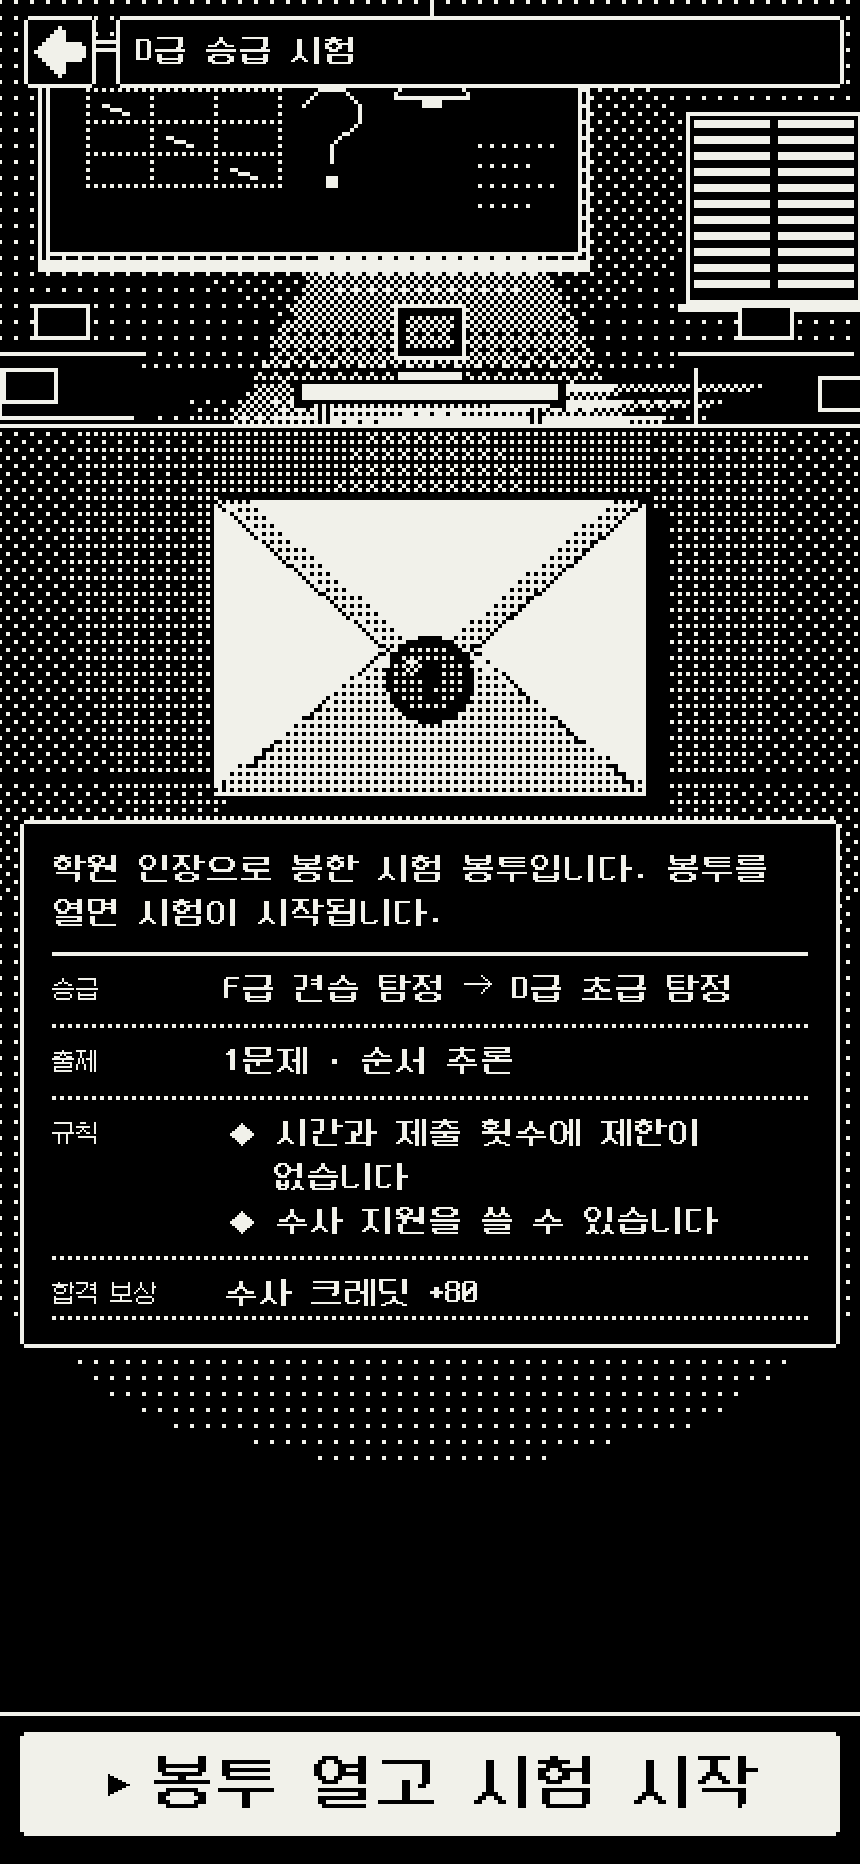 D급 승급 시험
?
학원 인장으로 봉한 시험 봉투입니다. 봉투를
열면 시험이 시작됩니다.
승급 F급 견습 탐정 → D급 초급 탐정
출제 1문제 · 순서 추론
규칙 ◆ 시간과 제출 횟수에 제한이
없습니다
◆ 수사 지원을 쓸 수 있습니다
합격 보상 수사 크레딧 +80
▶ 봉투 열고 시험 시작